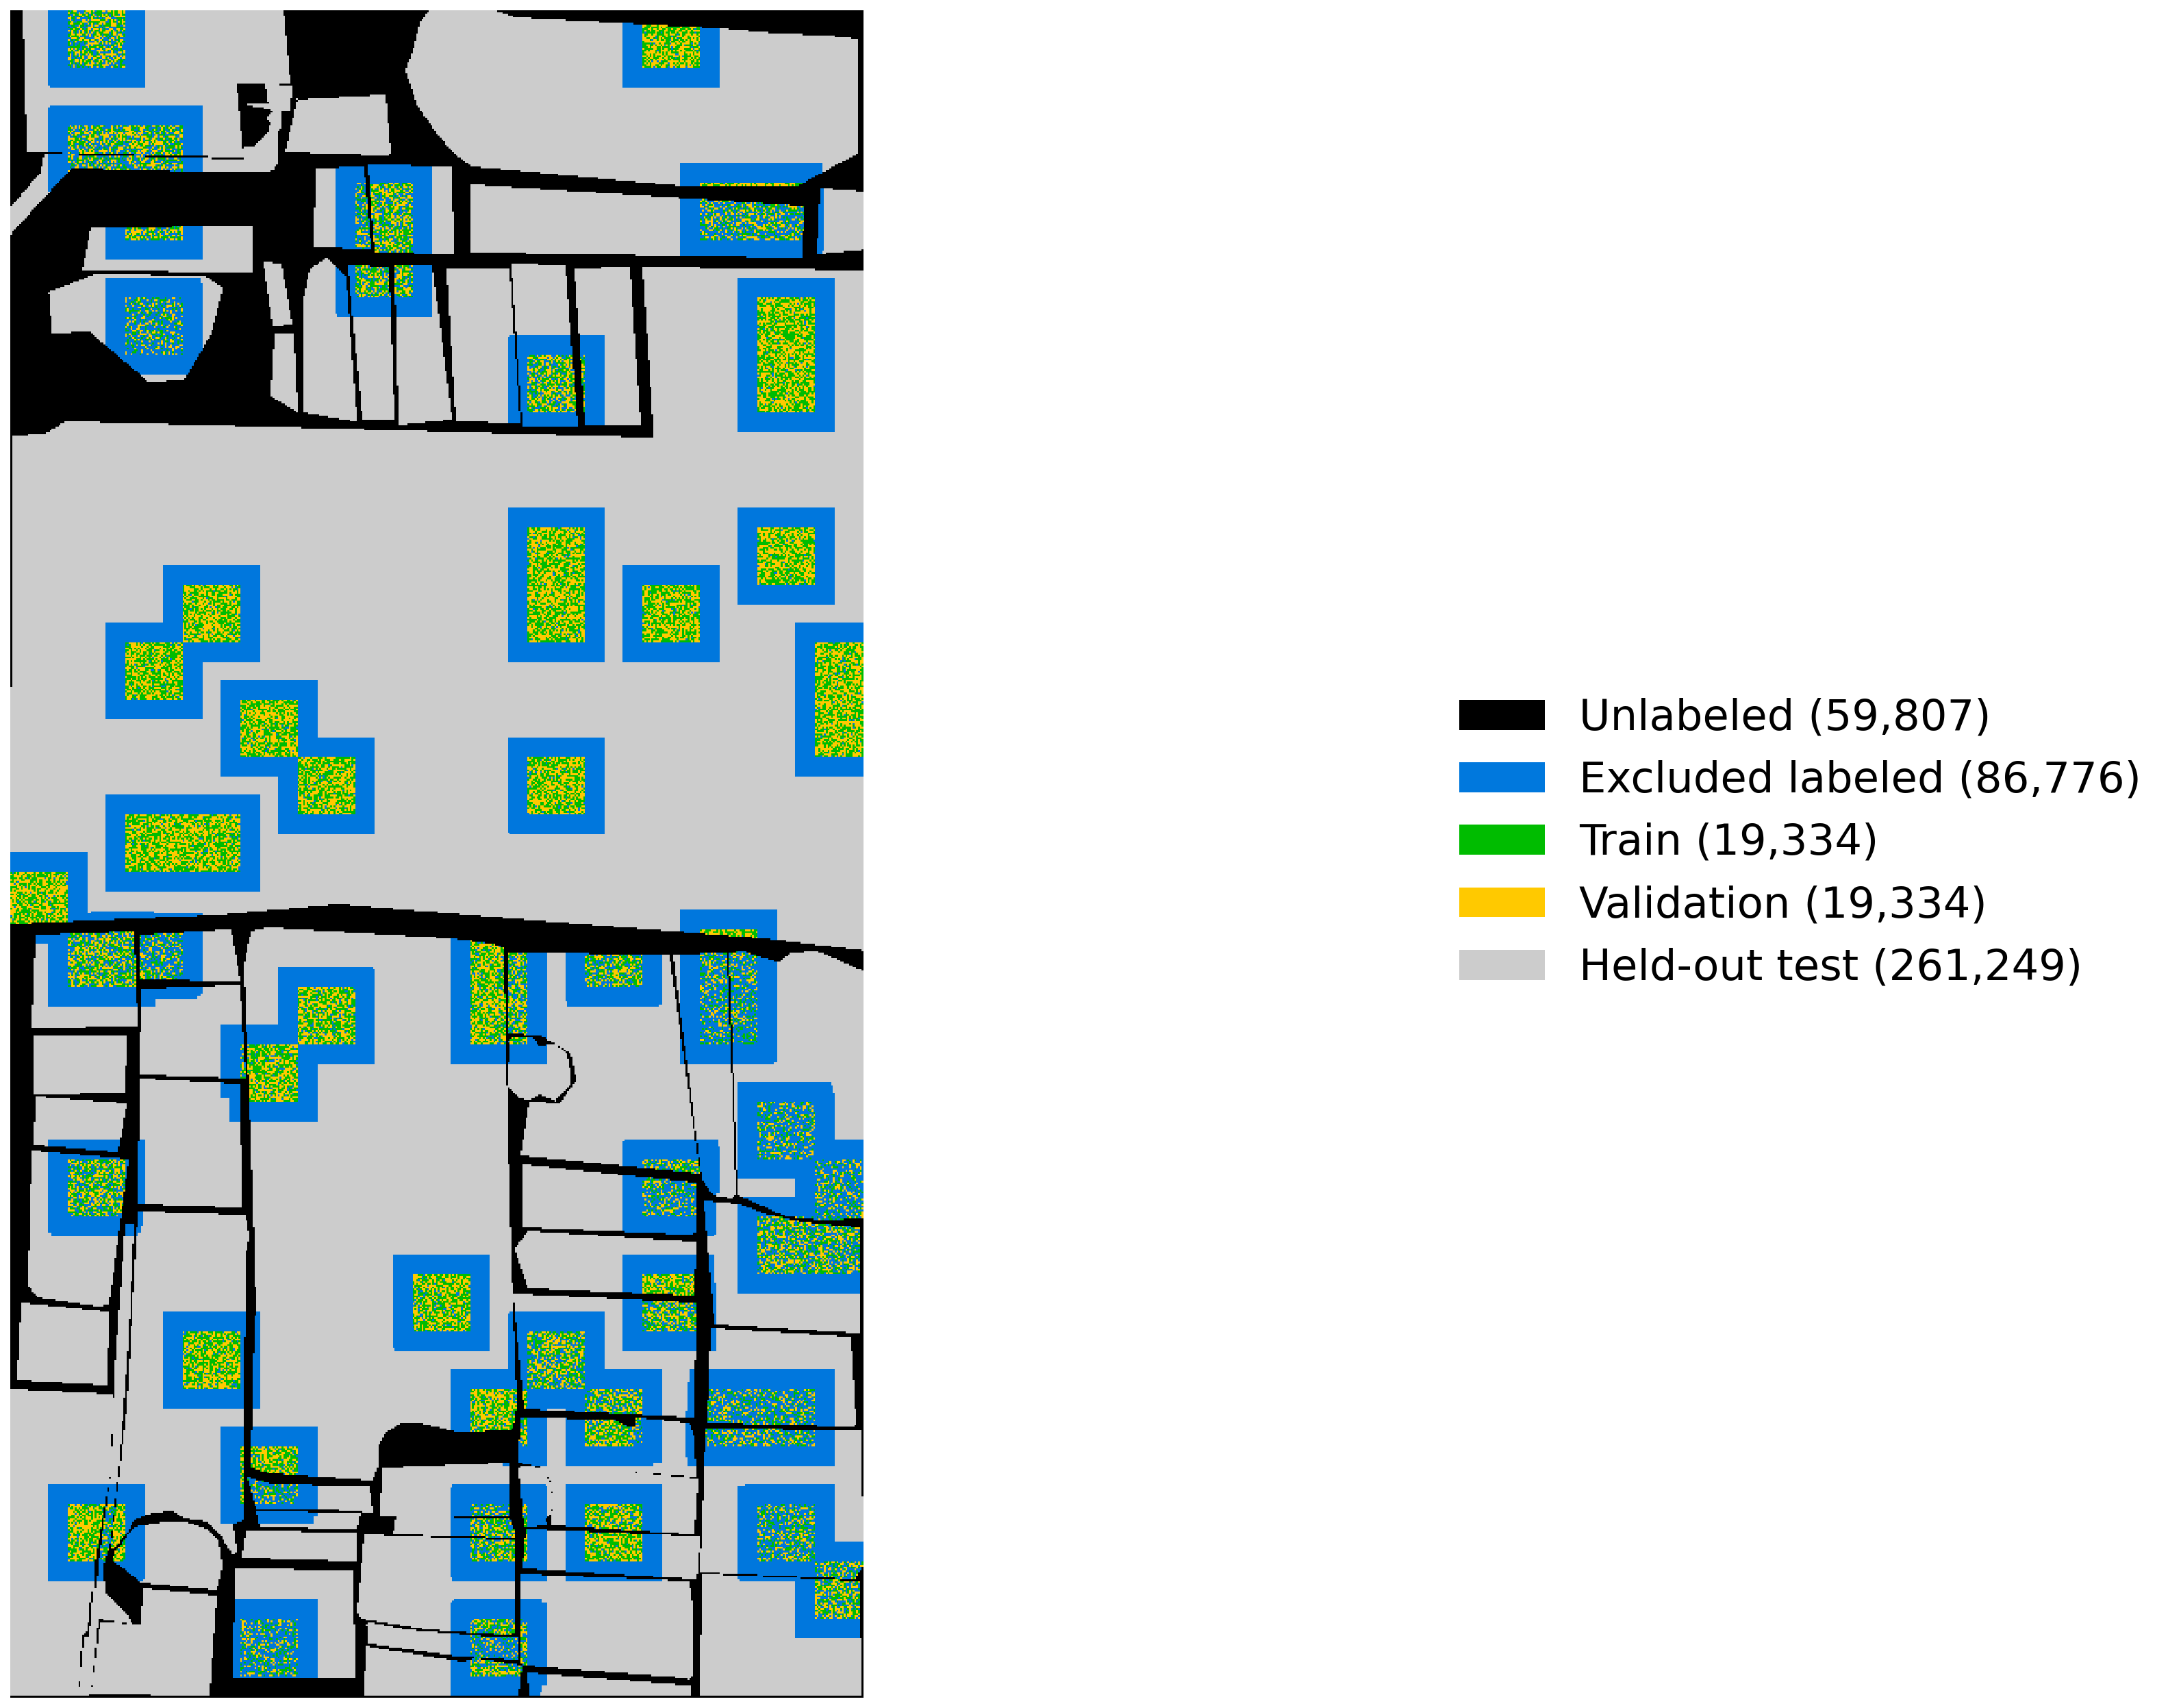 Unlabeled (59,807)
Excluded labeled (86,776)
Train (19,334)
Validation (19,334)
Held-out test (261,249)